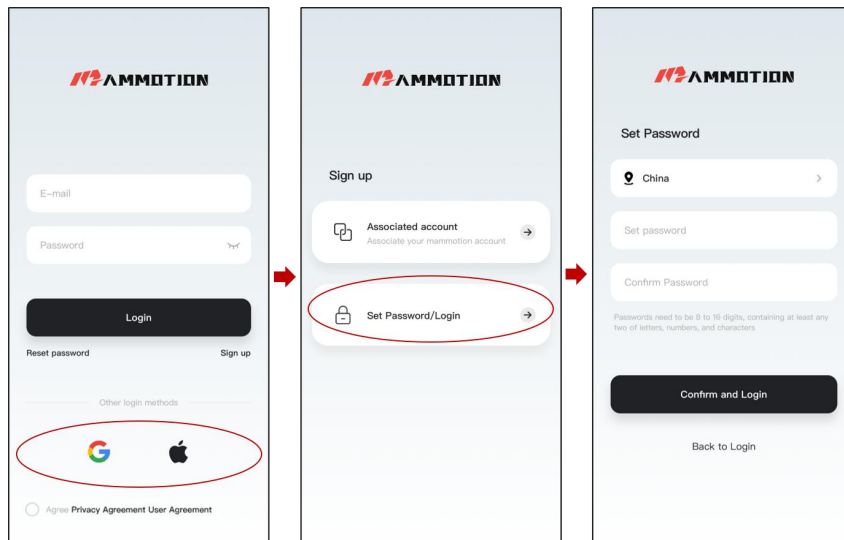 MAMMOTION
E-mail
Password
Login
Reset password
Sign up
Other login methods
Agree Privacy Agreement User Agreement
MAMMOTION
Sign up
Associated account
Associate your mammotion account
Set Password/Login
MAMMOTION
Set Password
China
Set password
Confirm Password
Passwords need to be 8 to 16 digits, containing at least any
two of letters, numbers, and characters
Confirm and Login
Back to Login